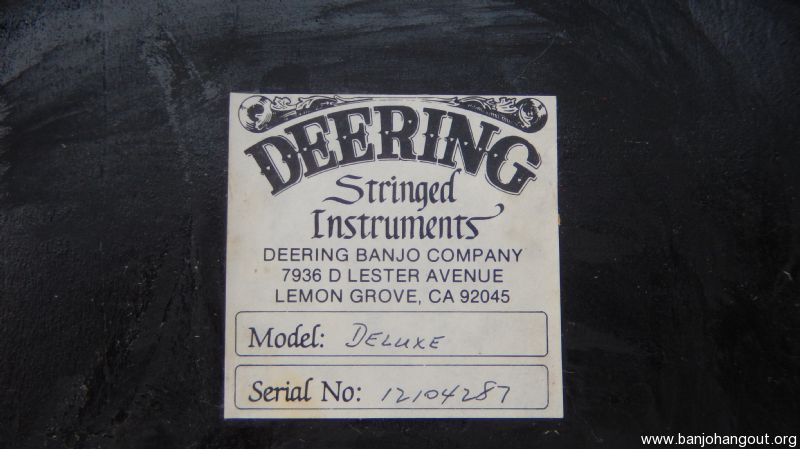 DEERING
Stringed
Instruments
DEERING BANJO COMPANY
7936 D LESTER AVENUE
LEMON GROVE, CA 92045
Model: DELUXE
Serial No: 12104287
www.banjohangout.org